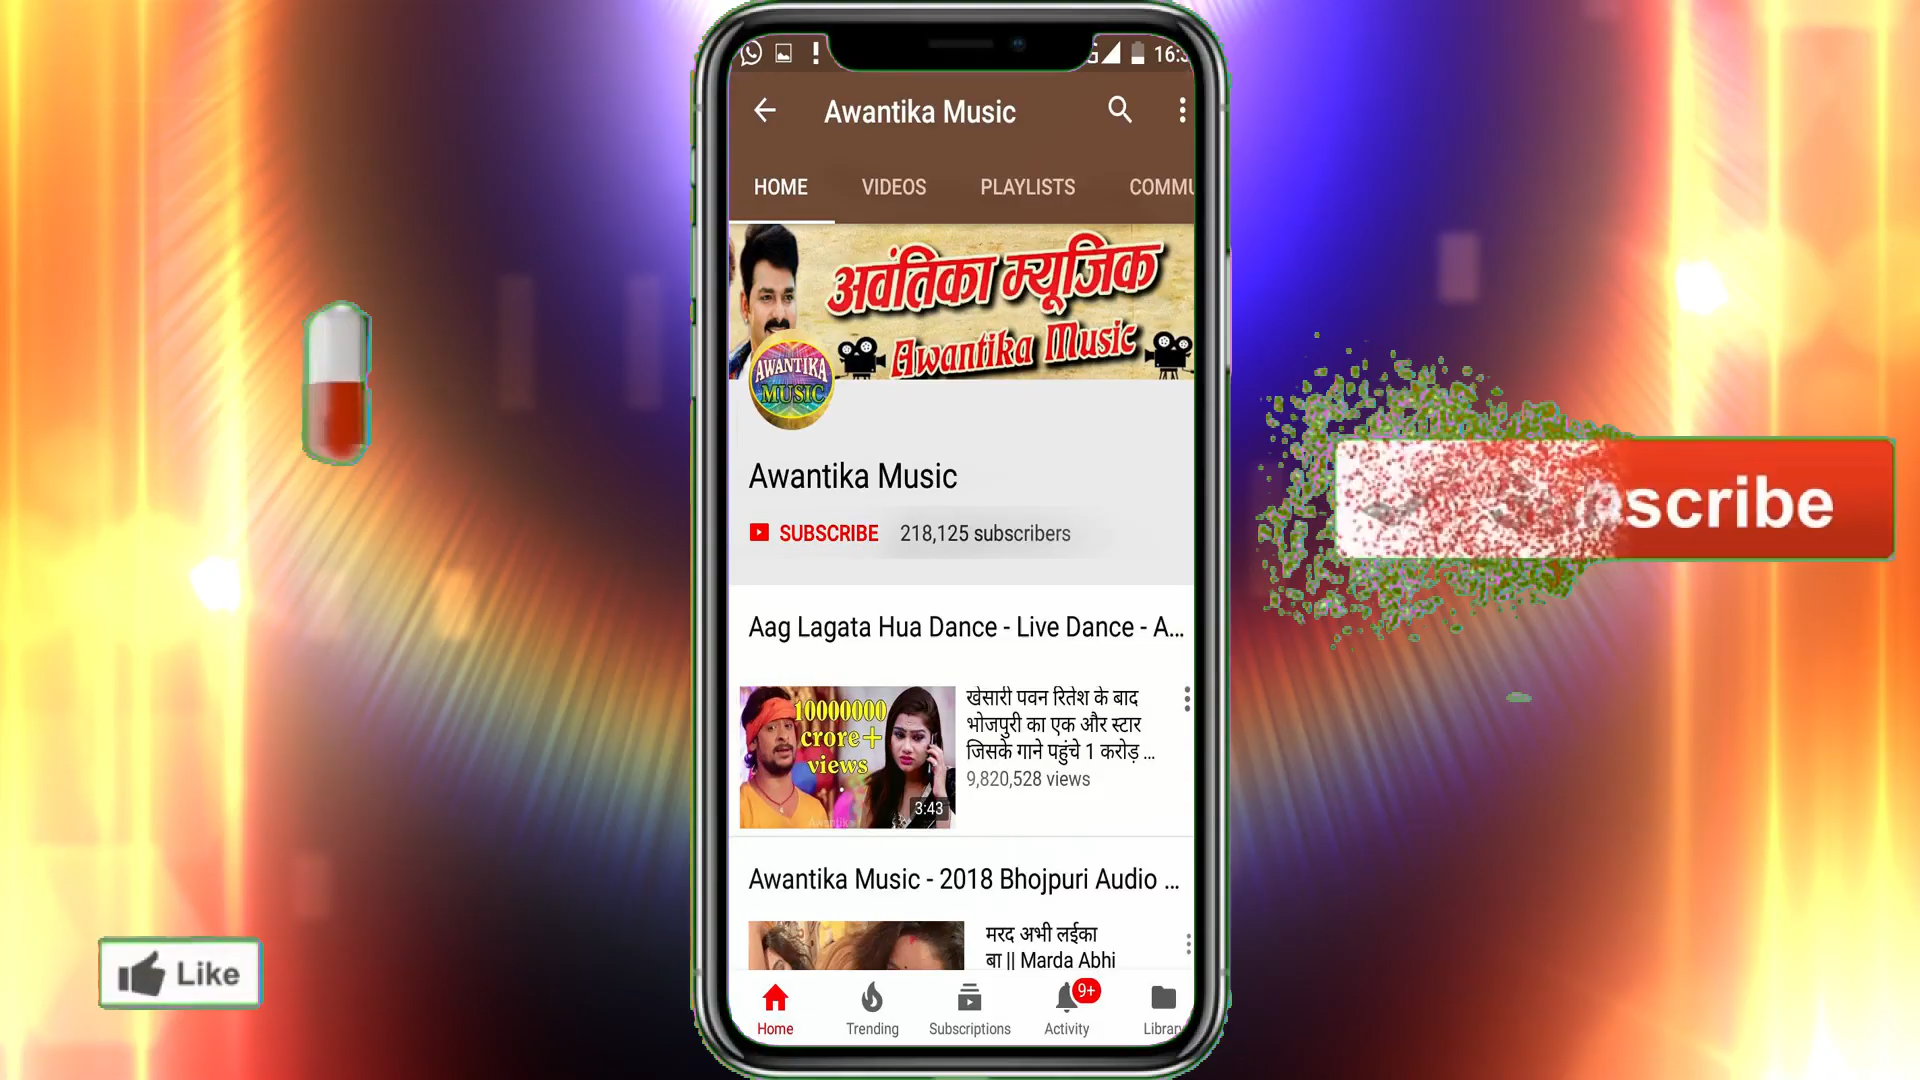 16:3
Awantika Music
HOME VIDEOS PLAYLISTS COMMU
अवंतिका म्यूजिक
Awantika Music
AWANTIKA
MUSIC
Awantika Music
SUBSCRIBE 218,125 subscribers
scribe
Aag Lagata Hua Dance - Live Dance - A...
10000000
crore+
views
3:43
खेसारी पवन रितेश के बाद
भोजपुरी का एक और स्टार
जिसके गाने पहुंचे 1 करोड़ ...
9,820,528 views
Awantika Music - 2018 Bhojpuri Audio ...
मरद अभी लईका
बा || Marda Abhi
Like
9+
Home Trending Subscriptions Activity Library